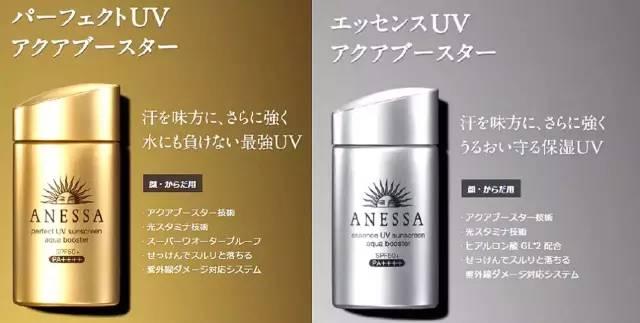 パーフェクトUV
アクアブースター
汗を味方に、さらに強く
水にも負けない最強UV
顔・からだ用
・アクアブースター技術
・光スタミナ技術
・スーパーウオータープルーフ
・せっけんでスルリと落ちる
・紫外線ダメージ対応システム
ANESSA
perfect UV sunscreen
aqua booster
SPF50+
PA++++
エッセンスUV
アクアブースター
汗を味方に、さらに強く
うるおい守る保湿UV
顔・からだ用
・アクアブースター技術
・光スタミナ技術
・ヒアルロン酸 GL*2 配合
・せっけんでスルリと落ちる
・紫外線ダメージ対応システム
ANESSA
essence UV sunscreen
aqua booster
SPF50+
PA++++